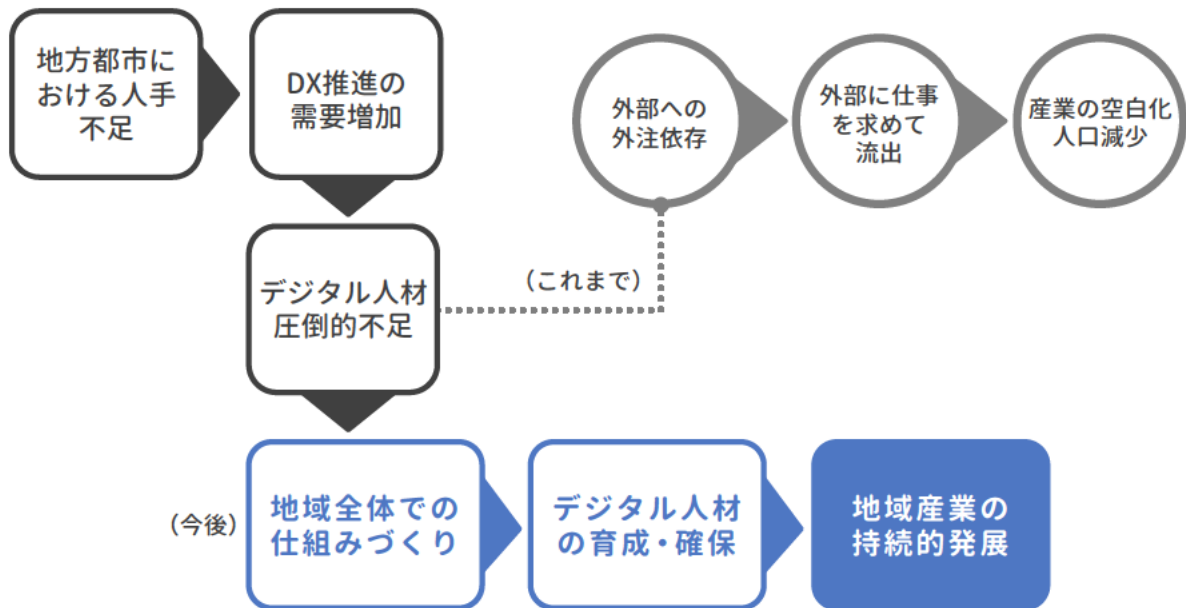 地方都市に
おける人手
不足
DX推進の
需要増加
外部への
外注依存
外部に仕事
を求めて
流出
産業の空白化
人口減少
デジタル人材
圧倒的不足
（これまで）
（今後）
地域全体での
仕組みづくり
デジタル人材
の育成・確保
地域産業の
持続的発展